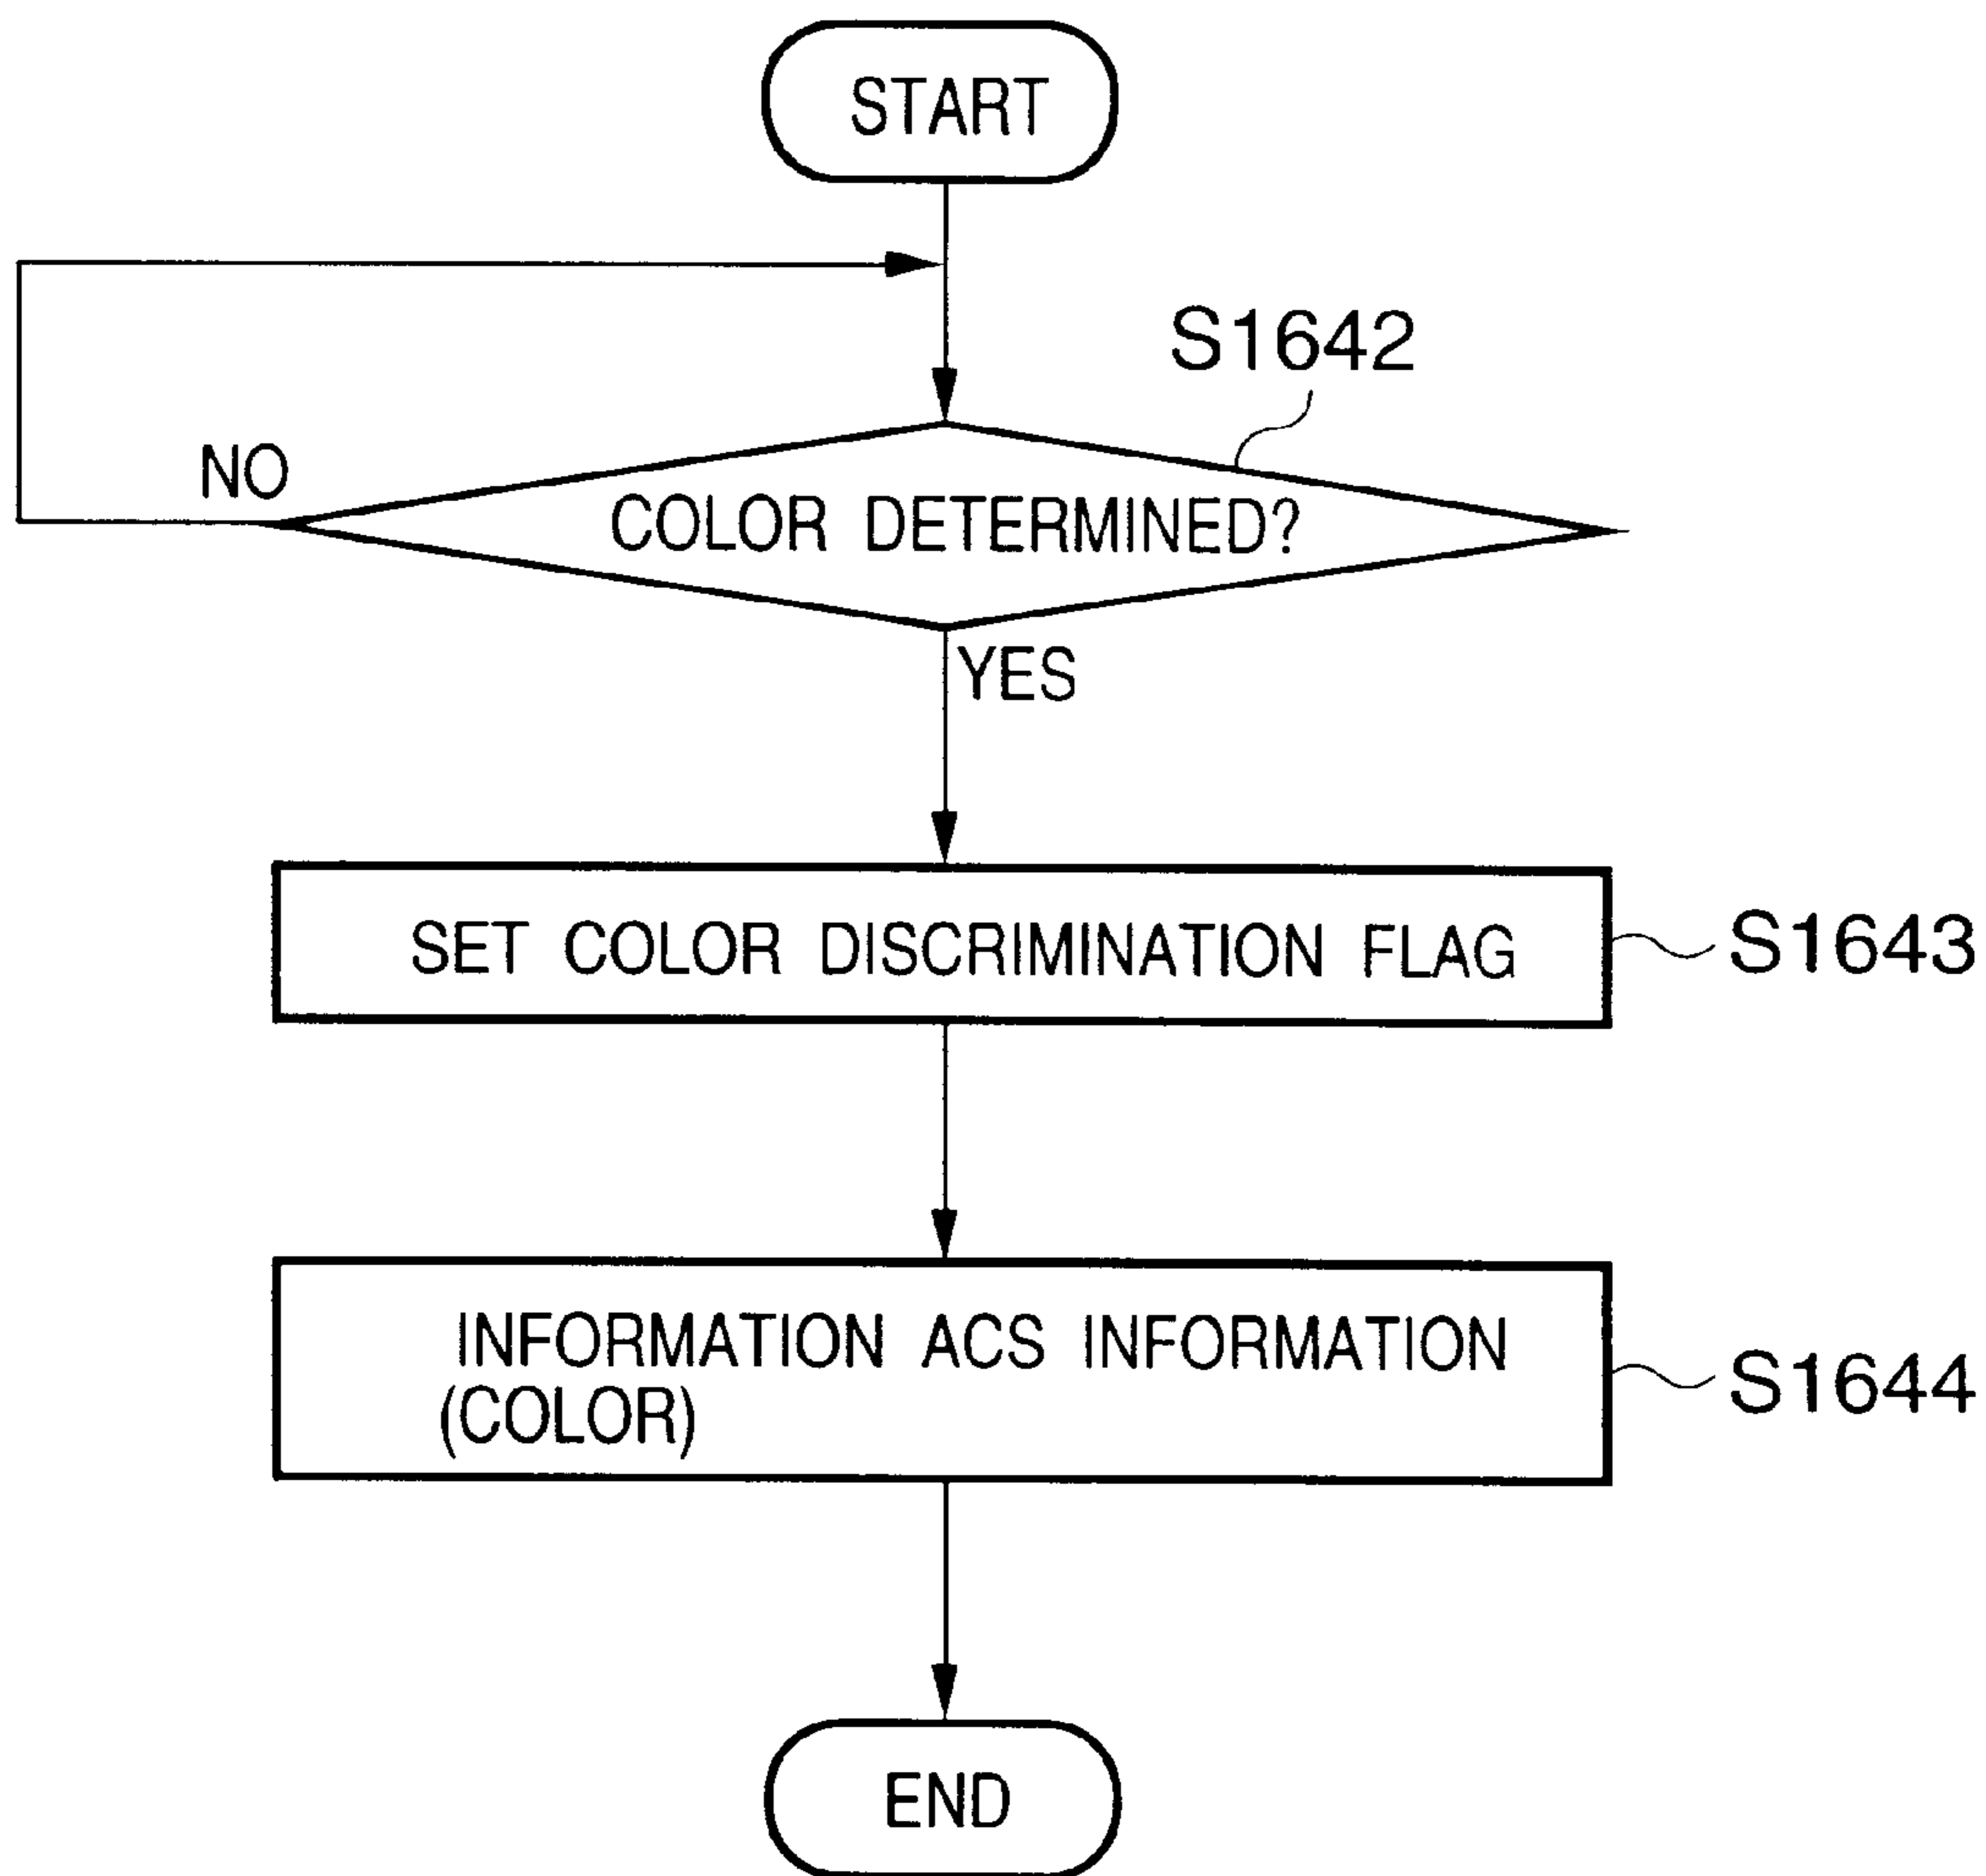 START
S1642
NO
COLOR DETERMINED?
YES
SET COLOR DISCRIMINATION FLAG
S1643
INFORMATION ACS INFORMATION
(COLOR)
S1644
END